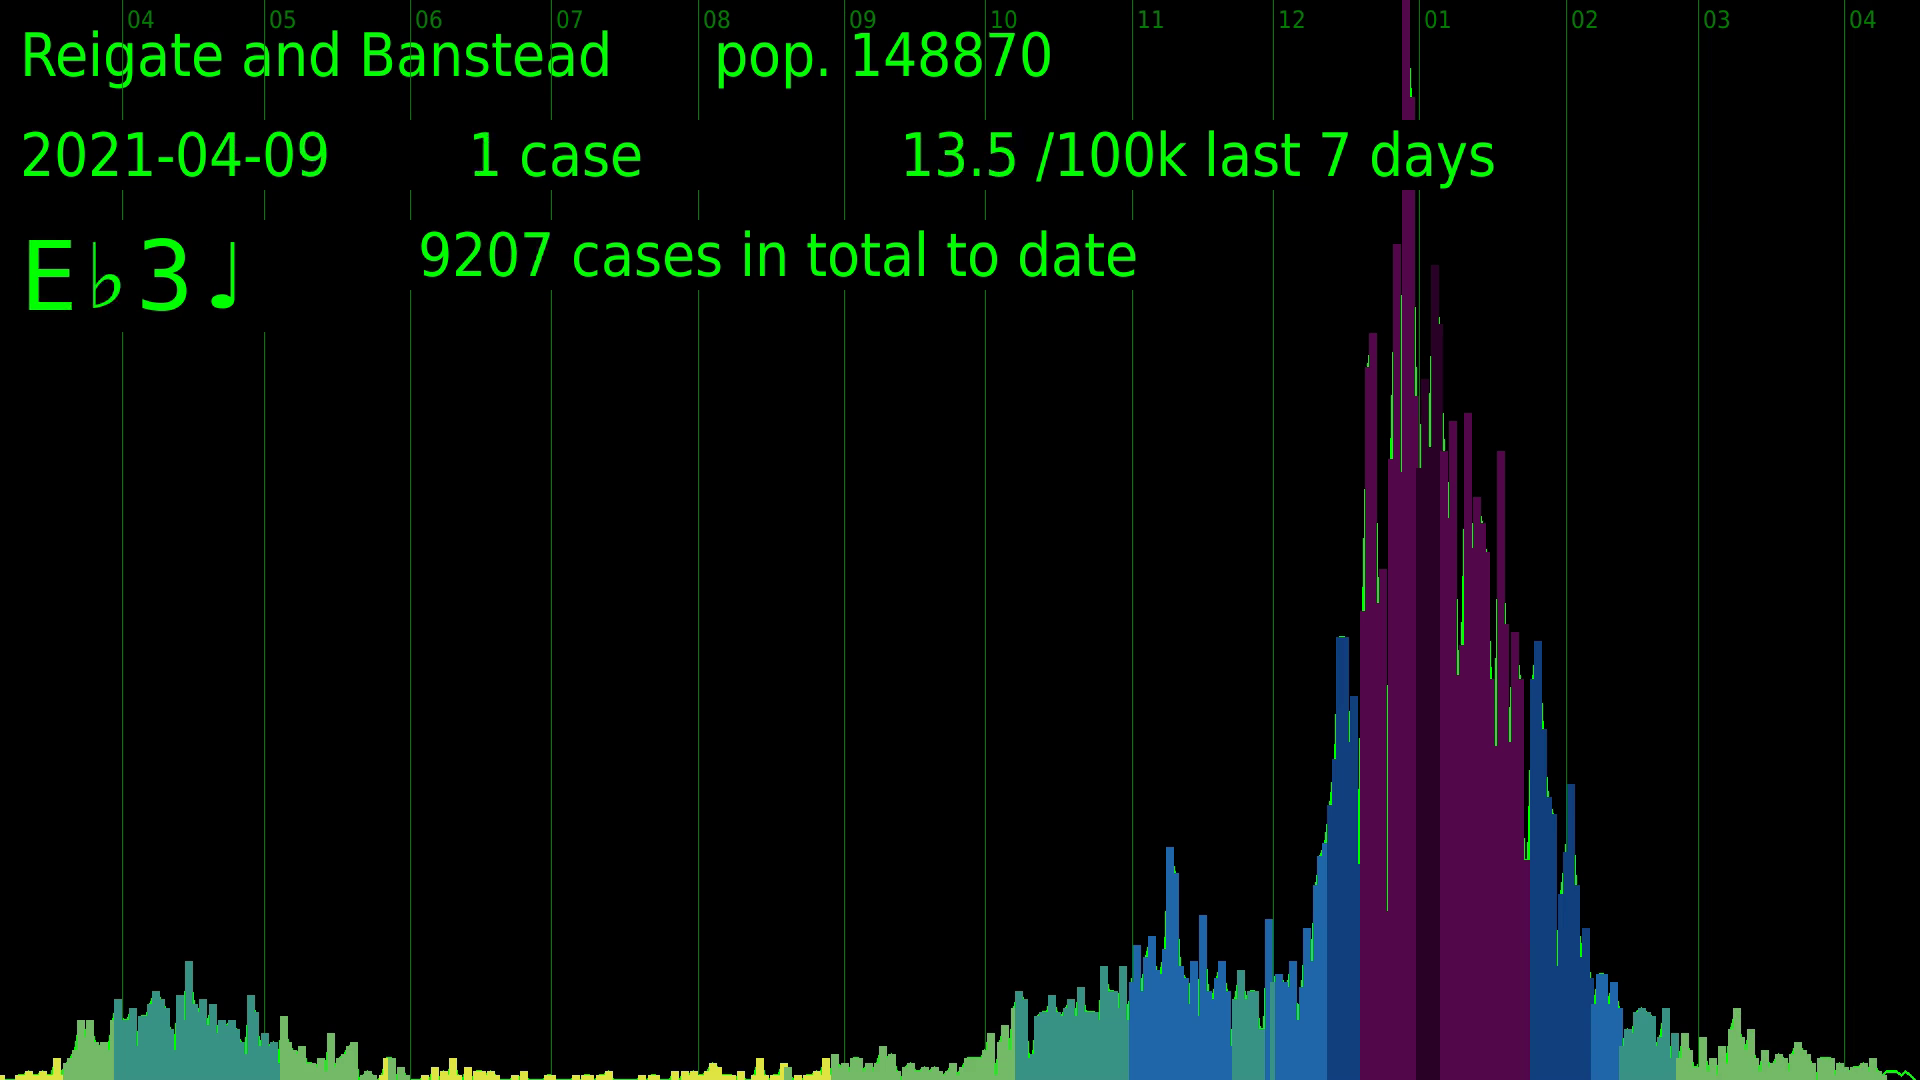 04 05 06 07 08 09 10 11 12 01 02 03 04
Reigate and Banstead pop. 148870
2021-04-09 1 case 13.5 /100k last 7 days
E♭3♩ 9207 cases in total to date